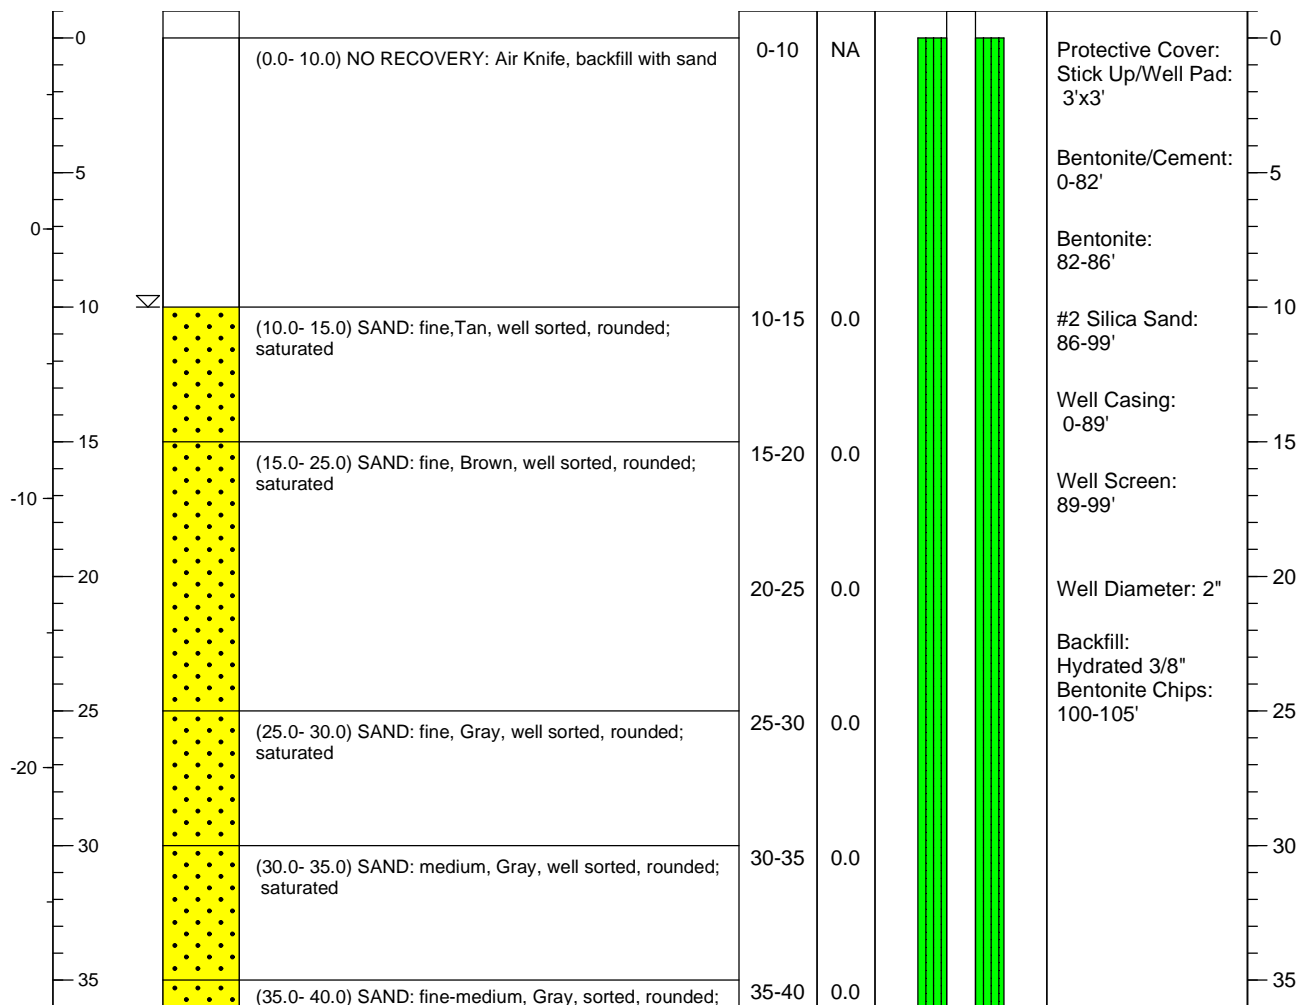 0
5
0
10
15
-10
20
25
-20
30
35
(0.0- 10.0) NO RECOVERY: Air Knife, backfill with sand
(10.0- 15.0) SAND: fine,Tan, well sorted, rounded;
saturated
(15.0- 25.0) SAND: fine, Brown, well sorted, rounded;
saturated
(25.0- 30.0) SAND: fine, Gray, well sorted, rounded;
saturated
(30.0- 35.0) SAND: medium, Gray, well sorted, rounded;
saturated
(35.0- 40.0) SAND: fine-medium, Gray, sorted, rounded;
0-10 NA
10-15 0.0
15-20 0.0
20-25 0.0
25-30 0.0
30-35 0.0
35-40 0.0
Protective Cover:
Stick Up/Well Pad:
3'x3'
Bentonite/Cement:
0-82'
Bentonite:
82-86'
#2 Silica Sand:
86-99'
Well Casing:
0-89'
Well Screen:
89-99'
Well Diameter: 2"
Backfill:
Hydrated 3/8"
Bentonite Chips:
100-105'
0
5
10
15
20
25
30
35